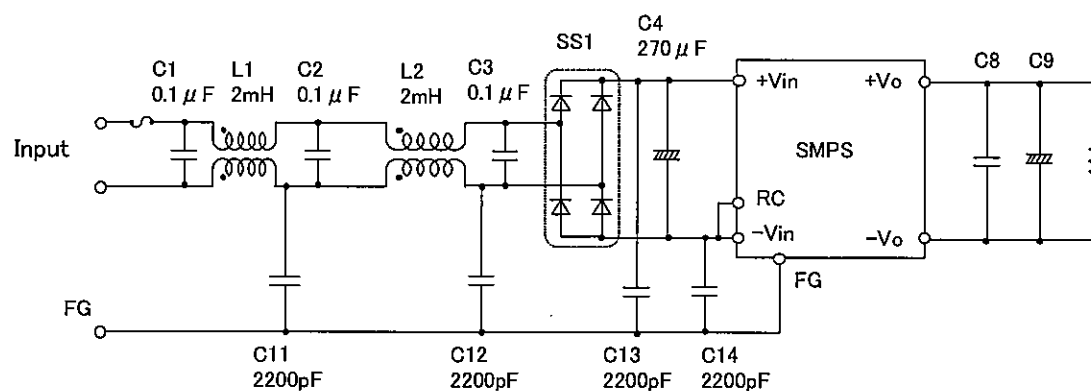 C1
0.1μF
L1
2mH
C2
0.1μF
L2
2mH
C3
0.1μF
SS1
C4
270μF
+Vin
+Vo
C8
C9
Input
SMPS
RC
-Vin
-Vo
FG
FG
C11
2200pF
C12
2200pF
C13
2200pF
C14
2200pF